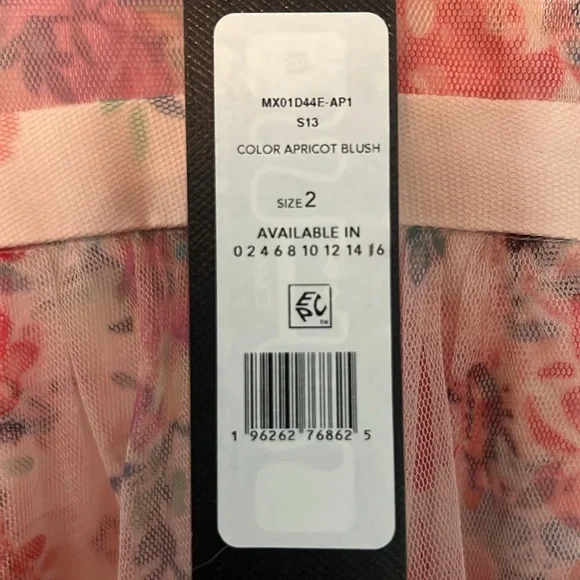 MX01D44E-AP1
S13
COLOR APRICOT BLUSH
SIZE 2
AVAILABLE IN
0 2 4 6 8 10 12 14 16
EPC
TM
1 96262 76862 5